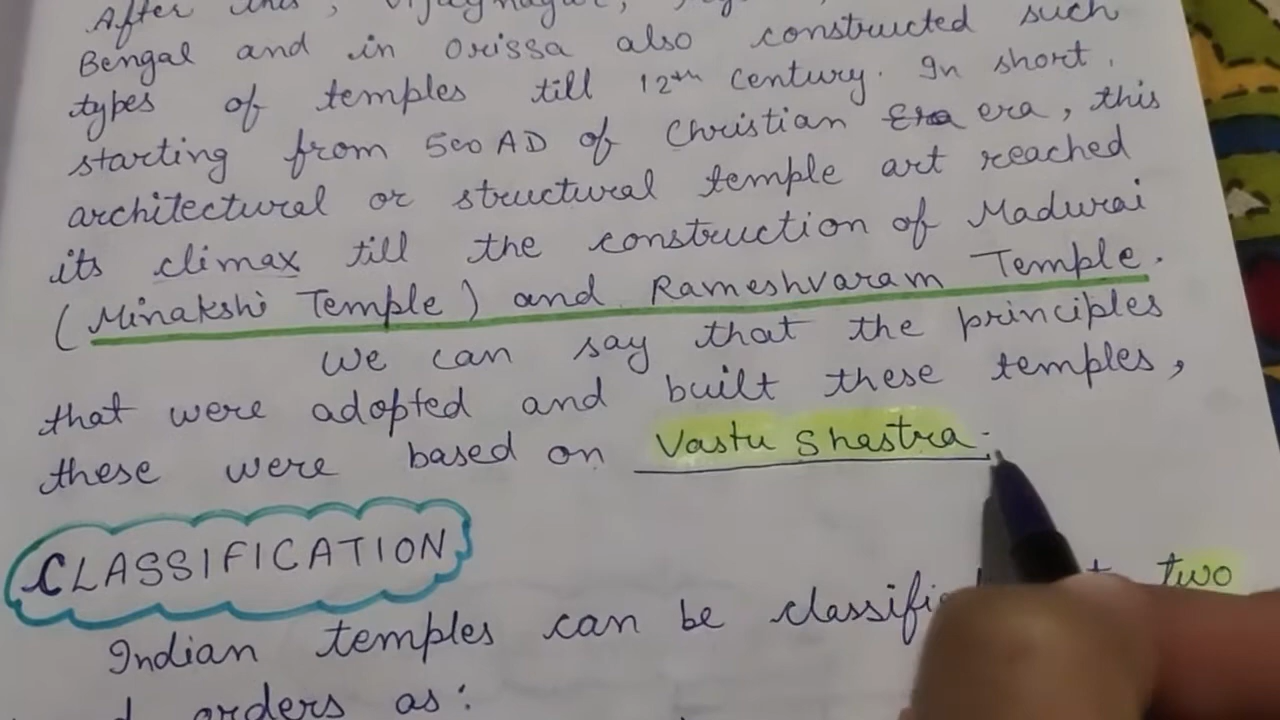 After this, Vijaynagar,
Bengal and in Orissa also constructed such
types of temples till 12th century. In short,
starting from 500 AD of Christian Era era, this
architectural or structural temple art reached
its climax till the construction of Madurai
(Minakshi Temple) and Rameshvaram Temple.
We can say that the principles
that were adopted and built these temples,
these were based on Vastu Shastra.
CLASSIFICATION
Indian temples can be two
orders as: